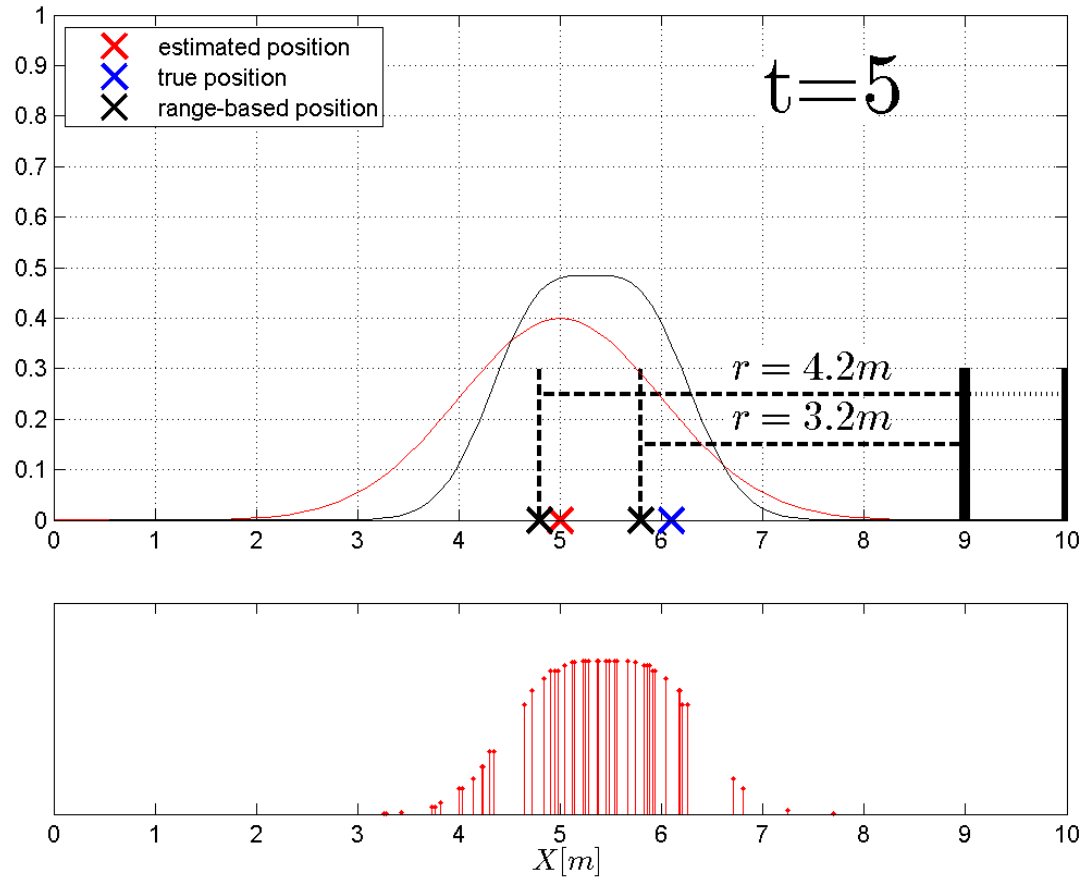 1
0.9
0.8
0.7
0.6
0.5
0.4
0.3
0.2
0.1
0
estimated position
true position
range-based position
t=5
r = 4.2m
r = 3.2m
0 1 2 3 4 5 6 7 8 9 10
0 1 2 3 4 5 6 7 8 9 10
X[m]